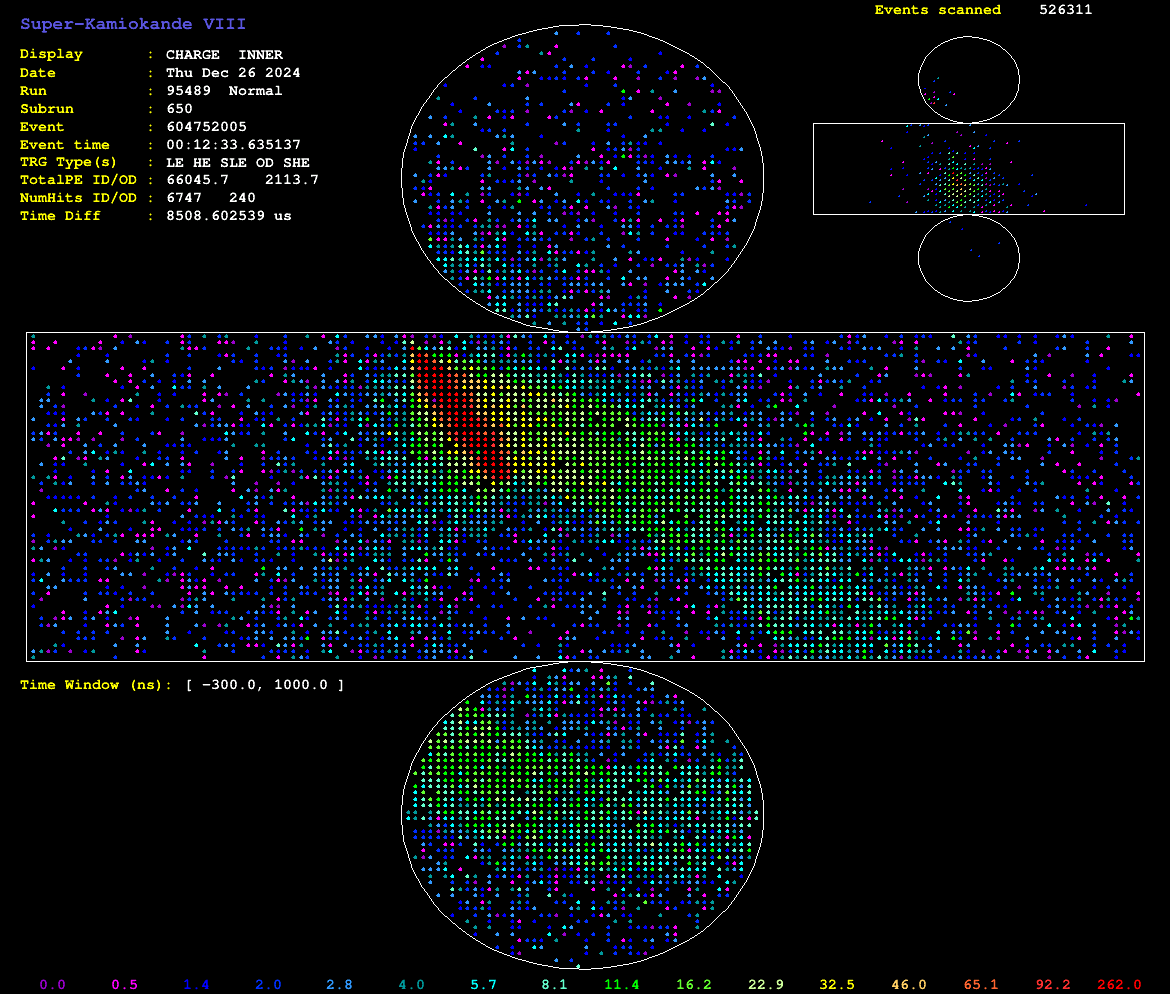 Super-Kamiokande VIII
Events scanned 526311
Display : CHARGE INNER
Date : Thu Dec 26 2024
Run : 95489 Normal
Subrun : 650
Event : 604752005
Event time : 00:12:33.635137
TRG Type(s) : LE HE SLE OD SHE
TotalPE ID/OD : 66045.7 2113.7
NumHits ID/OD : 6747 240
Time Diff : 8508.602539 us
Time Window (ns): [ −300.0, 1000.0 ]
0.0 0.5 1.4 2.0 2.8 4.0 5.7 8.1 11.4 16.2 22.9 32.5 46.0 65.1 92.2 262.0